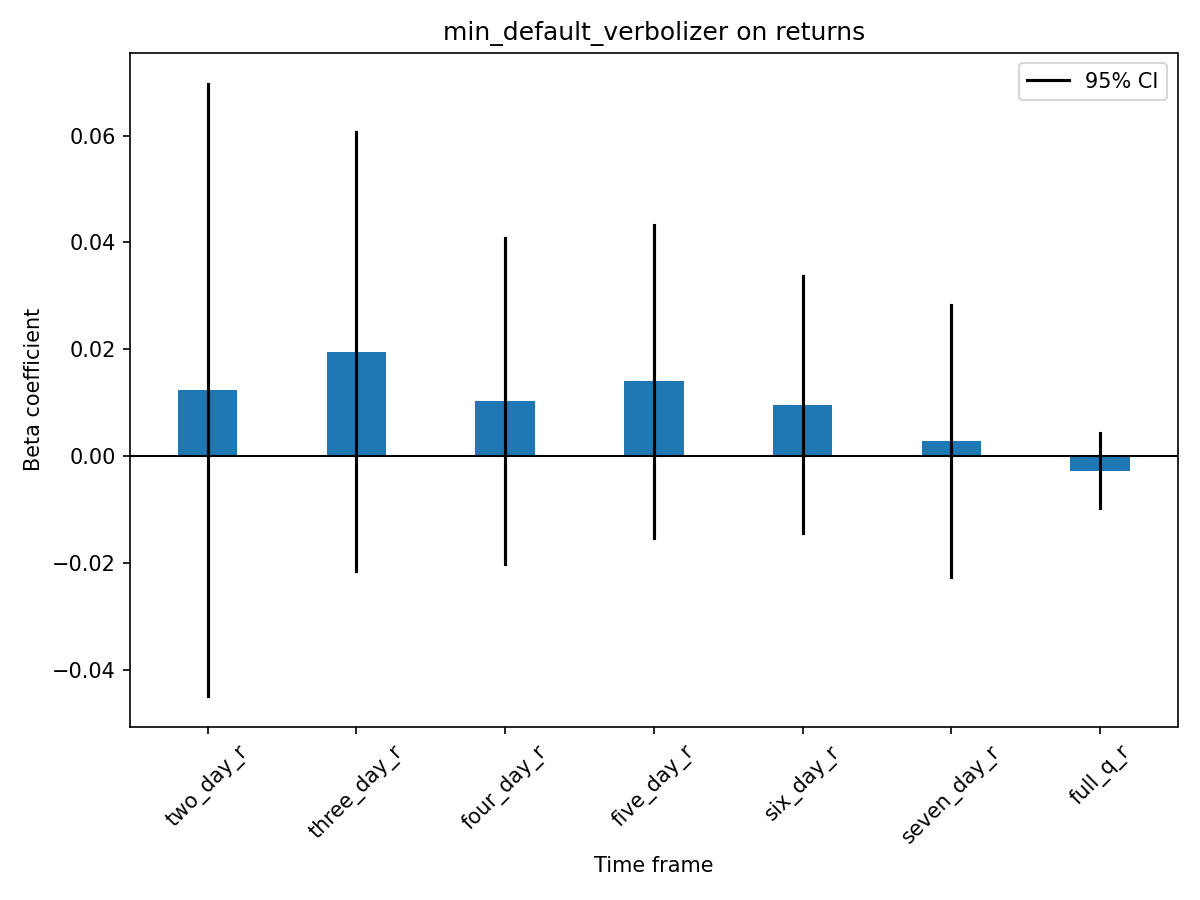 min_default_verbolizer on returns
95% CI
Beta coefficient
0.06
0.04
0.02
0.00
−0.02
−0.04
two_day_r
three_day_r
four_day_r
five_day_r
six_day_r
seven_day_r
full_q_r
Time frame